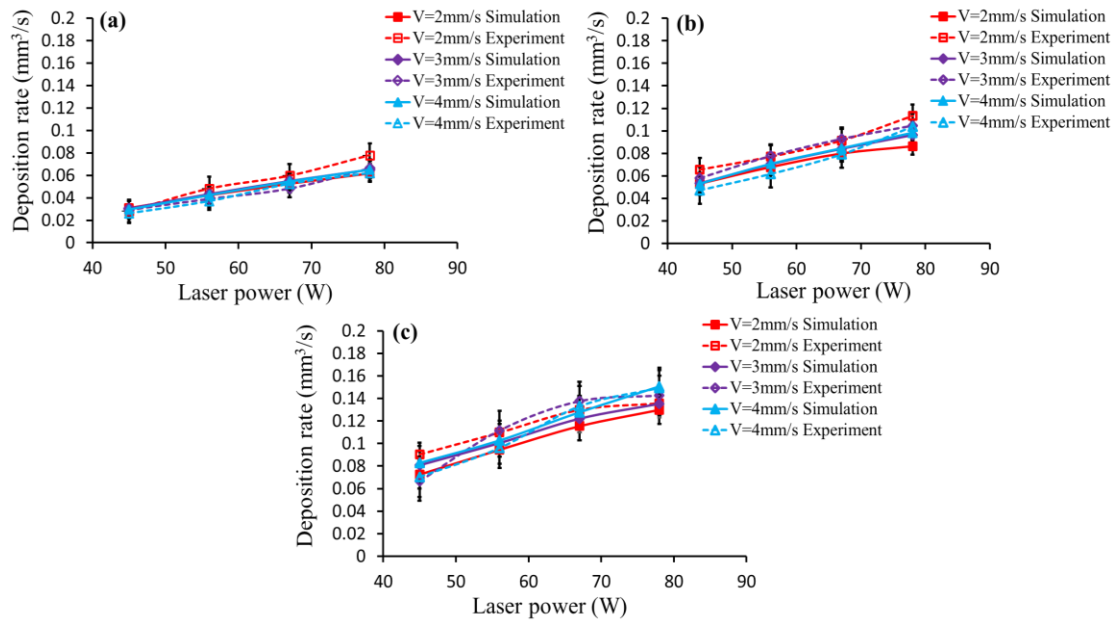 (a)
Deposition rate (mm³/s)
0.2
0.18
0.16
0.14
0.12
0.1
0.08
0.06
0.04
0.02
0
40 50 60 70 80 90
Laser power (W)
V=2mm/s Simulation
V=2mm/s Experiment
V=3mm/s Simulation
V=3mm/s Experiment
V=4mm/s Simulation
V=4mm/s Experiment
(b)
Deposition rate (mm³/s)
0.2
0.18
0.16
0.14
0.12
0.1
0.08
0.06
0.04
0.02
0
40 50 60 70 80 90
Laser power (W)
V=2mm/s Simulation
V=2mm/s Experiment
V=3mm/s Simulation
V=3mm/s Experiment
V=4mm/s Simulation
V=4mm/s Experiment
(c)
Deposition rate (mm³/s)
0.2
0.18
0.16
0.14
0.12
0.1
0.08
0.06
0.04
0.02
0
40 50 60 70 80 90
Laser power (W)
V=2mm/s Simulation
V=2mm/s Experiment
V=3mm/s Simulation
V=3mm/s Experiment
V=4mm/s Simulation
V=4mm/s Experiment